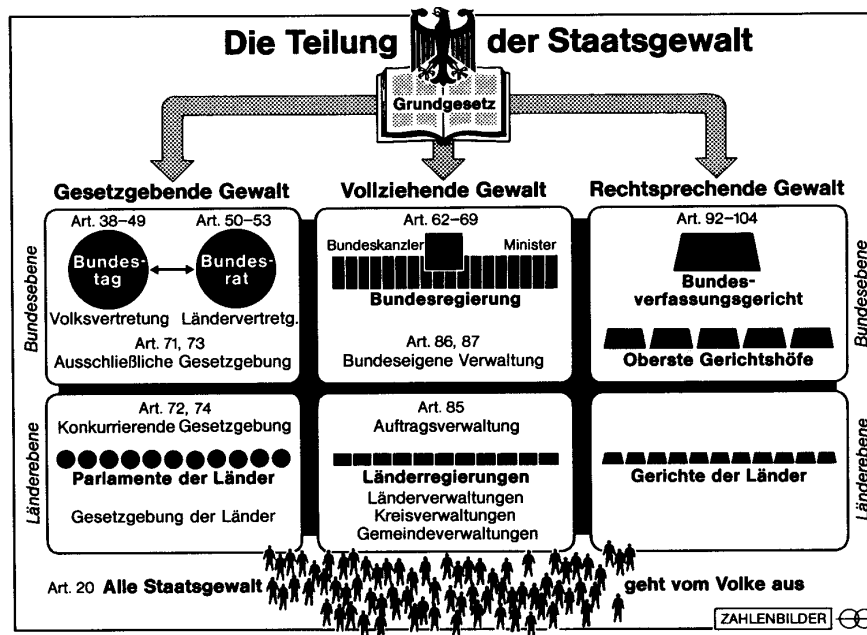 Die Teilung der Staatsgewalt
Grundgesetz
Gesetzgebende Gewalt
Vollziehende Gewalt
Rechtsprechende Gewalt
Bundesebene
Art. 38–49
Art. 50–53
Bundes-
tag
Bundes-
rat
Volksvertretung
Ländervertretg.
Art. 71, 73
Ausschließliche Gesetzgebung
Art. 62–69
Bundeskanzler
Minister
Bundesregierung
Art. 86, 87
Bundeseigene Verwaltung
Art. 92–104
Bundes-
verfassungsgericht
Oberste Gerichtshöfe
Bundesebene
Länderebene
Art. 72, 74
Konkurrierende Gesetzgebung
Parlamente der Länder
Gesetzgebung der Länder
Art. 85
Auftragsverwaltung
Länderregierungen
Länderverwaltungen
Kreisverwaltungen
Gemeindeverwaltungen
Gerichte der Länder
Länderebene
Art. 20 Alle Staatsgewalt geht vom Volke aus
ZAHLENBILDER